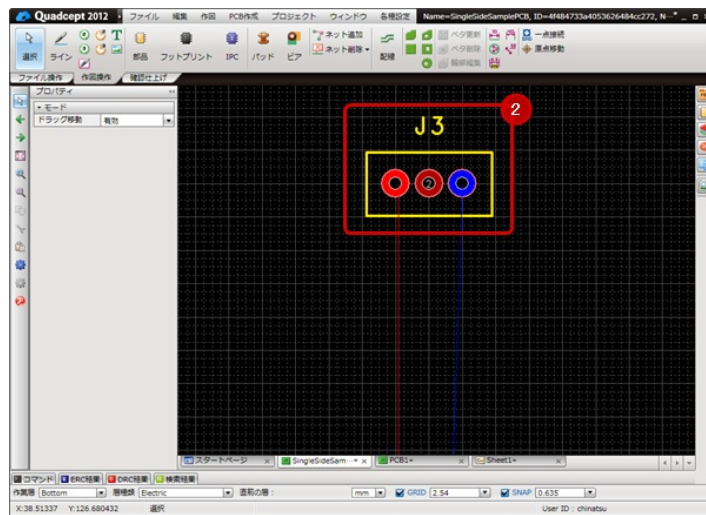 Quadcept 2012 ファイル 編集 作図 PCB作成 プロジェクト ウィンドウ 各種設定 Name=SingleSideSamplePCB, ID=4f484733a4053626484cc272, N…*
選択 ライン T 部品 フットプリント IPC パッド ビア ネット追加 ネット削除 配線 ベタ更新 ベタ削除 輪郭編集 一点接続 原点移動
ファイル操作 作図操作 確認仕上げ
プロパティ
モード
ドラッグ移動 有効
2
J3
2
スタートページ × SingleSideSam…* × PCB1* × Sheet1* ×
コマンド ERC結果 DRC結果 検索結果
作業層 Bottom 層種類 Electric 直前の層 : mm GRID 2.54 SNAP 0.635
X:38.51337 Y:126.680432 選択 User ID : chinatsu